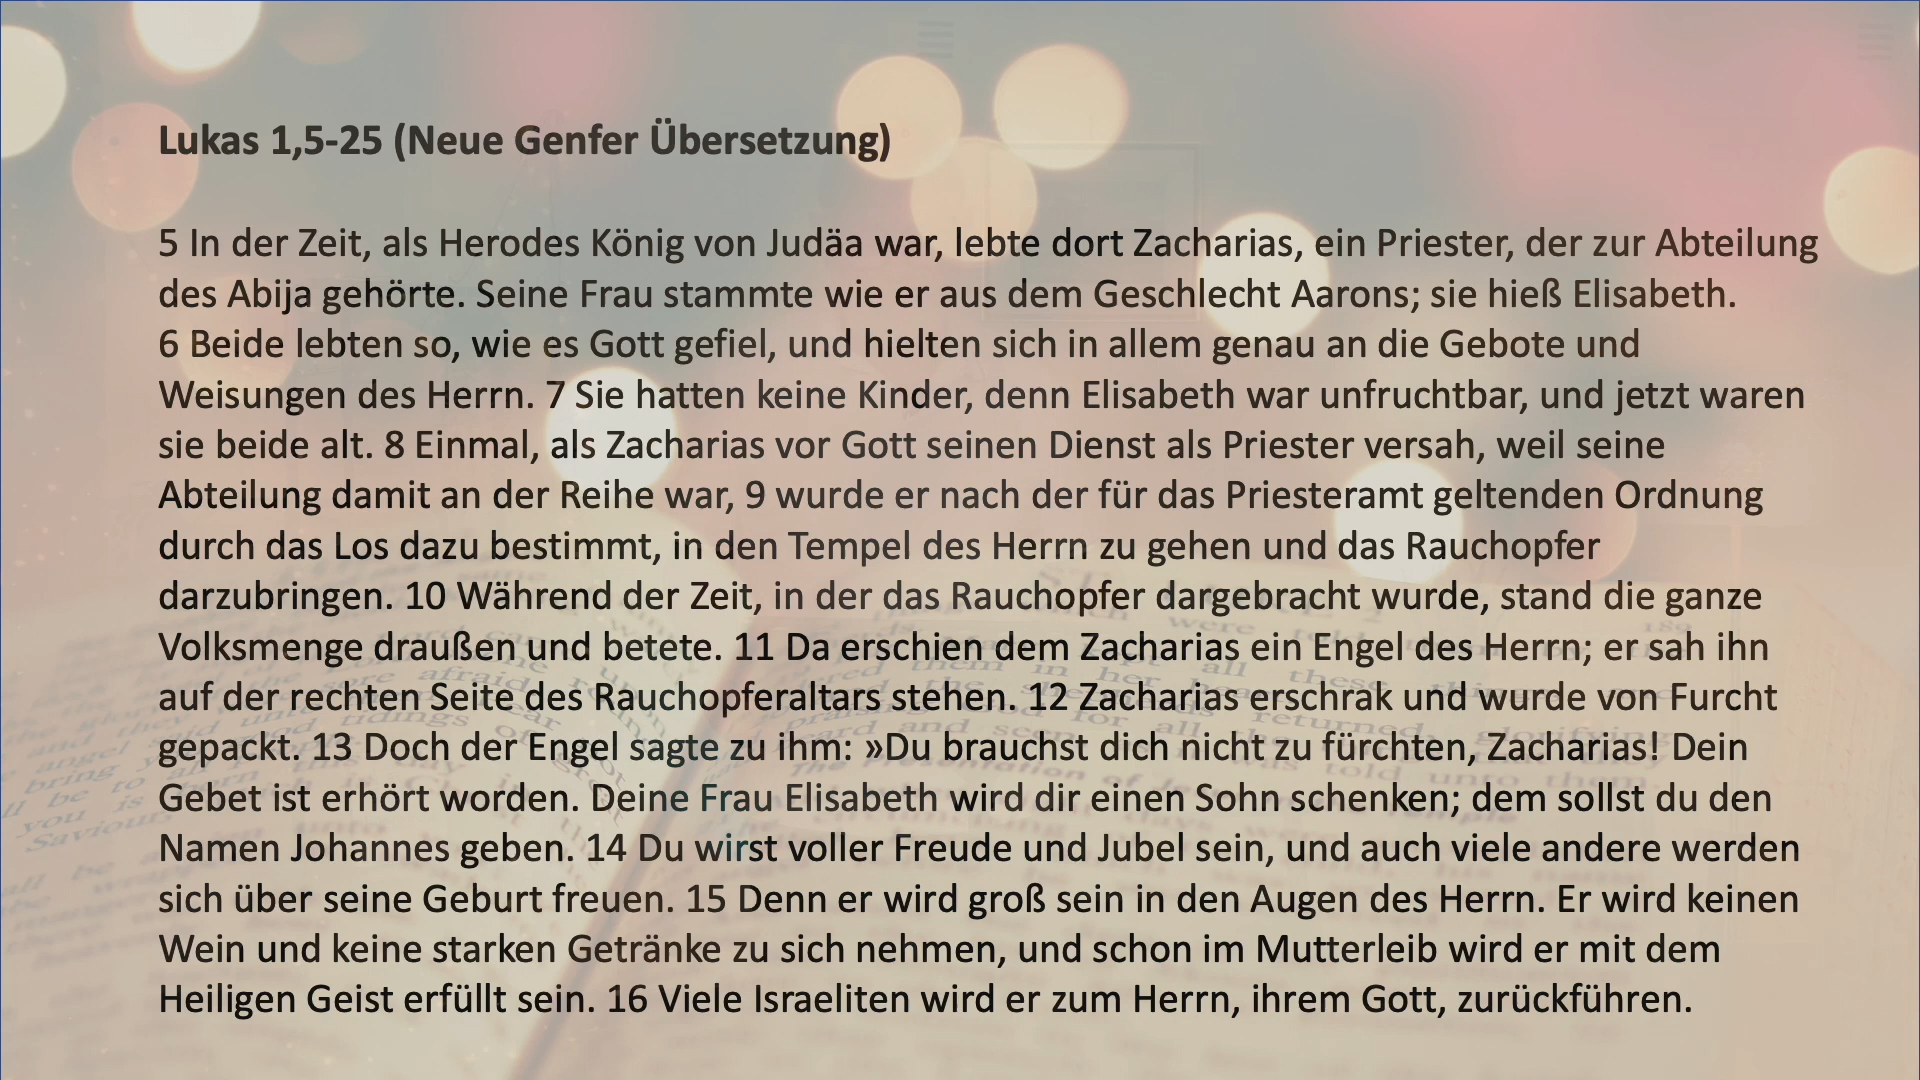 Lukas 1,5-25 (Neue Genfer Übersetzung)
5 In der Zeit, als Herodes König von Judäa war, lebte dort Zacharias, ein Priester, der zur Abteilung
des Abija gehörte. Seine Frau stammte wie er aus dem Geschlecht Aarons; sie hieß Elisabeth.
6 Beide lebten so, wie es Gott gefiel, und hielten sich in allem genau an die Gebote und
Weisungen des Herrn. 7 Sie hatten keine Kinder, denn Elisabeth war unfruchtbar, und jetzt waren
sie beide alt. 8 Einmal, als Zacharias vor Gott seinen Dienst als Priester versah, weil seine
Abteilung damit an der Reihe war, 9 wurde er nach der für das Priesteramt geltenden Ordnung
durch das Los dazu bestimmt, in den Tempel des Herrn zu gehen und das Rauchopfer
darzubringen. 10 Während der Zeit, in der das Rauchopfer dargebracht wurde, stand die ganze
Volksmenge draußen und betete. 11 Da erschien dem Zacharias ein Engel des Herrn; er sah ihn
auf der rechten Seite des Rauchopferaltars stehen. 12 Zacharias erschrak und wurde von Furcht
gepackt. 13 Doch der Engel sagte zu ihm: »Du brauchst dich nicht zu fürchten, Zacharias! Dein
Gebet ist erhört worden. Deine Frau Elisabeth wird dir einen Sohn schenken; dem sollst du den
Namen Johannes geben. 14 Du wirst voller Freude und Jubel sein, und auch viele andere werden
sich über seine Geburt freuen. 15 Denn er wird groß sein in den Augen des Herrn. Er wird keinen
Wein und keine starken Getränke zu sich nehmen, und schon im Mutterleib wird er mit dem
Heiligen Geist erfüllt sein. 16 Viele Israeliten wird er zum Herrn, ihrem Gott, zurückführen.